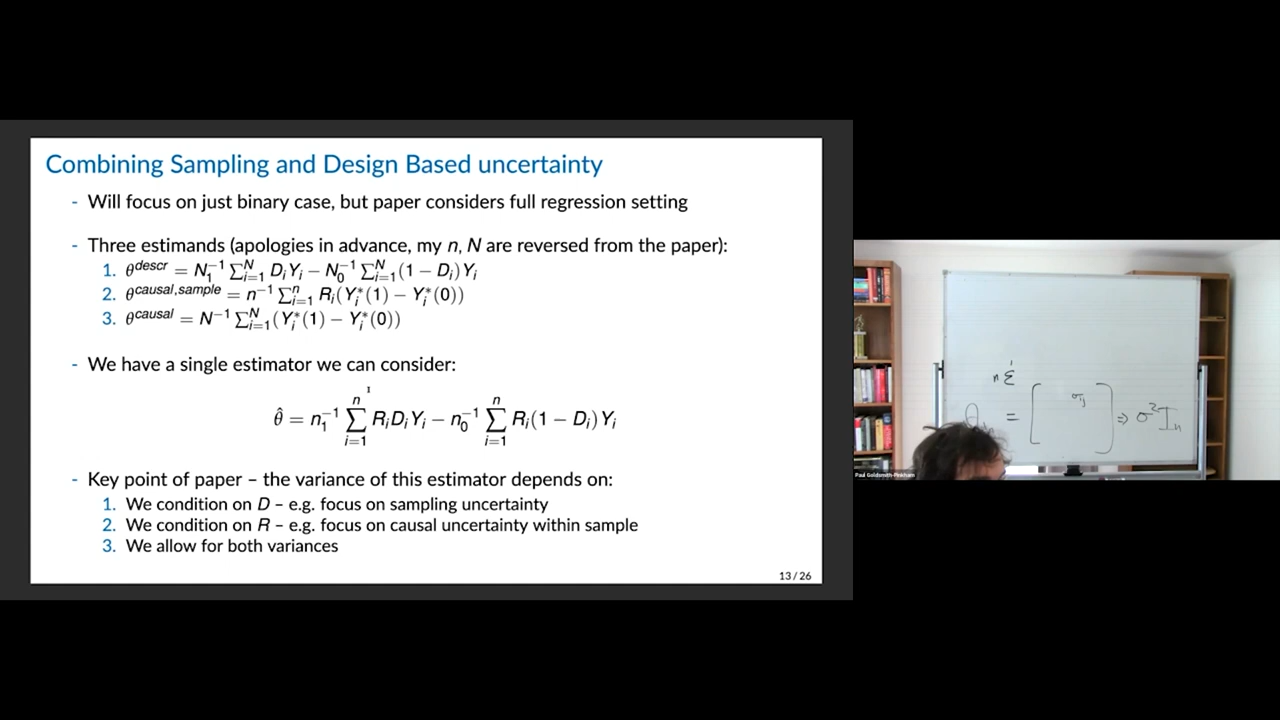 Combining Sampling and Design Based uncertainty
- Will focus on just binary case, but paper considers full regression setting
- Three estimands (apologies in advance, my n, N are reversed from the paper):
1. θ^{descr} = N_1^{-1} ∑_{i=1}^{N} D_i Y_i − N_0^{-1} ∑_{i=1}^{N} (1 − D_i) Y_i
2. θ^{causal,sample} = n^{-1} ∑_{i=1}^{n} R_i (Y_i^*(1) − Y_i^*(0))
3. θ^{causal} = N^{-1} ∑_{i=1}^{N} (Y_i^*(1) − Y_i^*(0))
- We have a single estimator we can consider:
θ̂ = n_1^{-1} ∑_{i=1}^{n} R_i D_i Y_i − n_0^{-1} ∑_{i=1}^{n} R_i (1 − D_i) Y_i
- Key point of paper – the variance of this estimator depends on:
1. We condition on D – e.g. focus on sampling uncertainty
2. We condition on R – e.g. focus on causal uncertainty within sample
3. We allow for both variances
13 / 26
σ_{ij}
= [ ] ⇒ σ² I_n
Paul Goldsmith-Pinkham